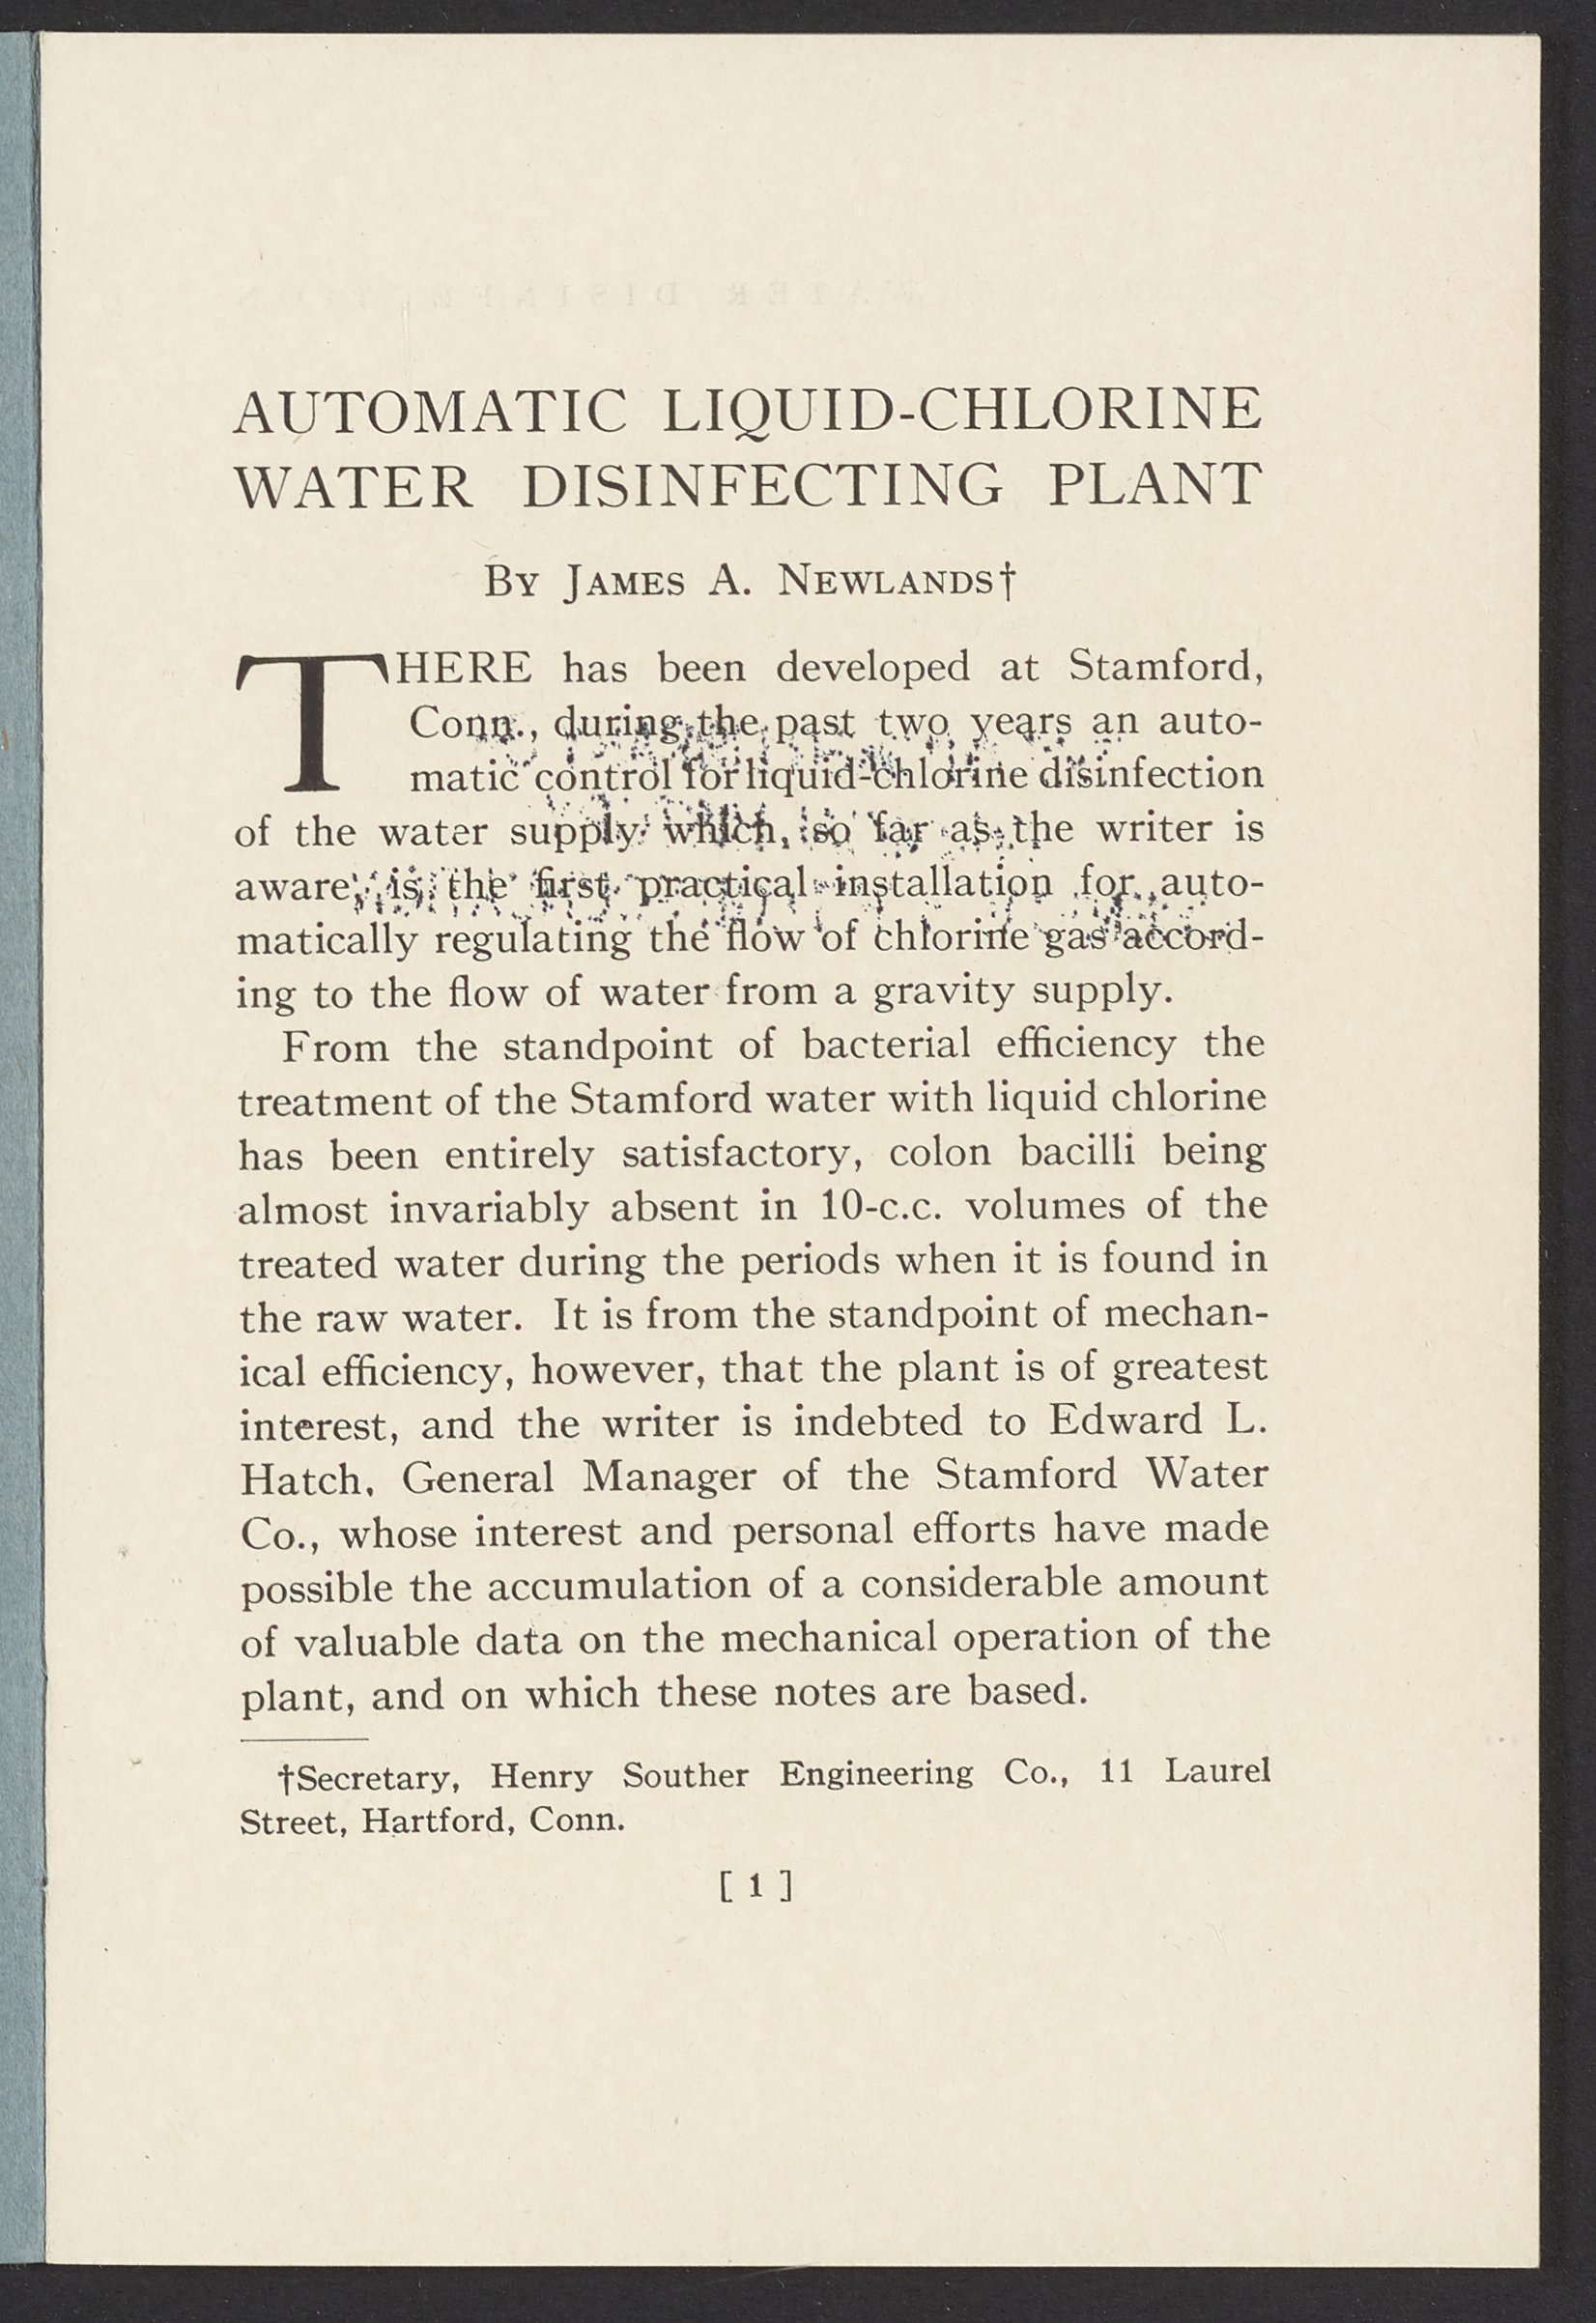 AUTOMATIC LIQUID-CHLORINE
WATER DISINFECTING PLANT
By James A. Newlands†
THERE has been developed at Stamford,
Conn., during the past two years an auto-
matic control for liquid-chlorine disinfection
of the water supply which, so far as the writer is
aware, is the first practical installation for auto-
matically regulating the flow of chlorine gas accord-
ing to the flow of water from a gravity supply.
From the standpoint of bacterial efficiency the
treatment of the Stamford water with liquid chlorine
has been entirely satisfactory, colon bacilli being
almost invariably absent in 10-c.c. volumes of the
treated water during the periods when it is found in
the raw water. It is from the standpoint of mechan-
ical efficiency, however, that the plant is of greatest
interest, and the writer is indebted to Edward L.
Hatch, General Manager of the Stamford Water
Co., whose interest and personal efforts have made
possible the accumulation of a considerable amount
of valuable data on the mechanical operation of the
plant, and on which these notes are based.
†Secretary, Henry Souther Engineering Co., 11 Laurel
Street, Hartford, Conn.
[ 1 ]